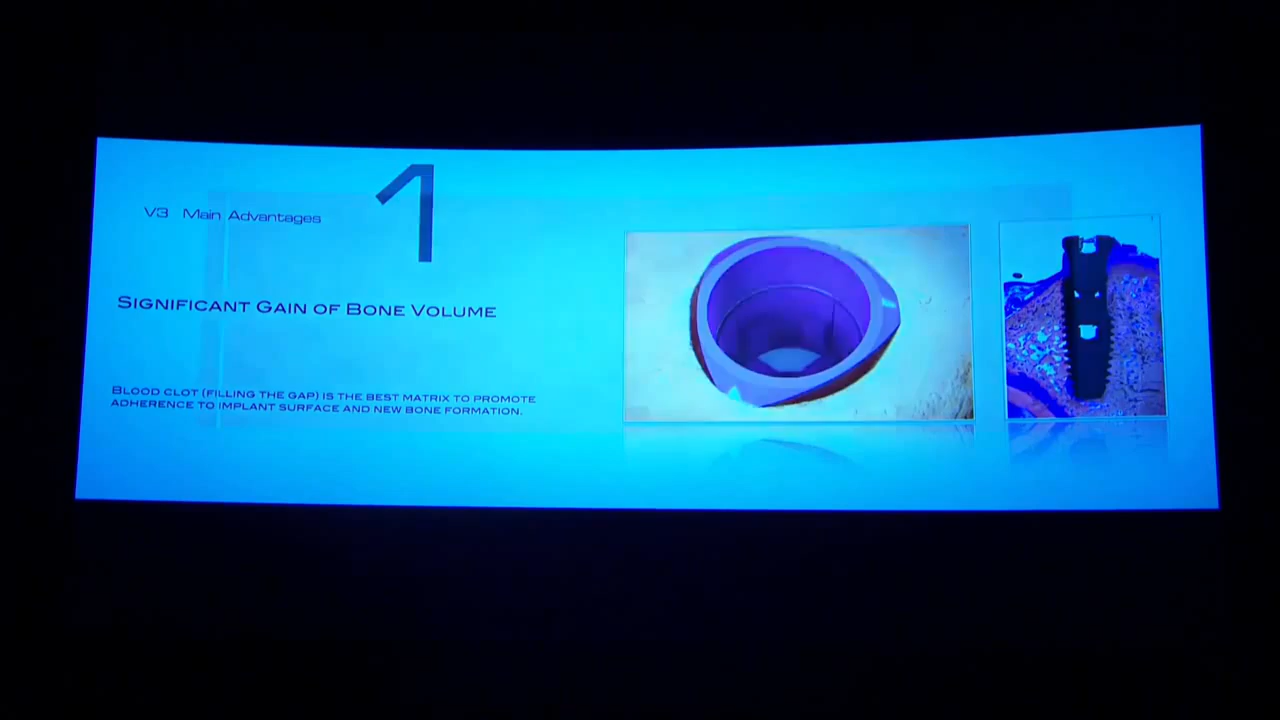 1
V3 Main Advantages
SIGNIFICANT GAIN OF BONE VOLUME
BLOOD CLOT (FILLING THE GAP) IS THE BEST MATRIX TO PROMOTE
ADHERENCE TO IMPLANT SURFACE AND NEW BONE FORMATION.